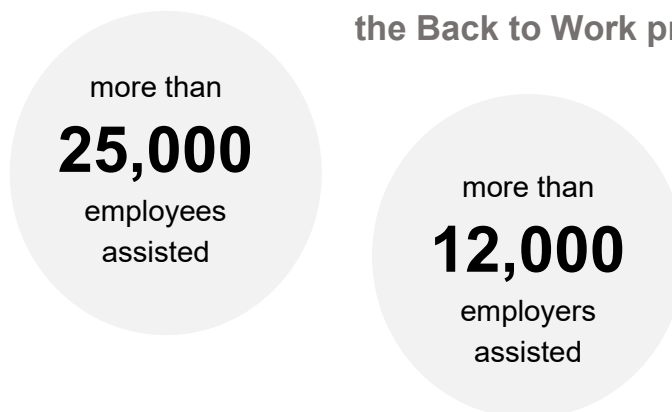 the Back to Work
more than
25,000
employees
assisted
more than
12,000
employers
assisted